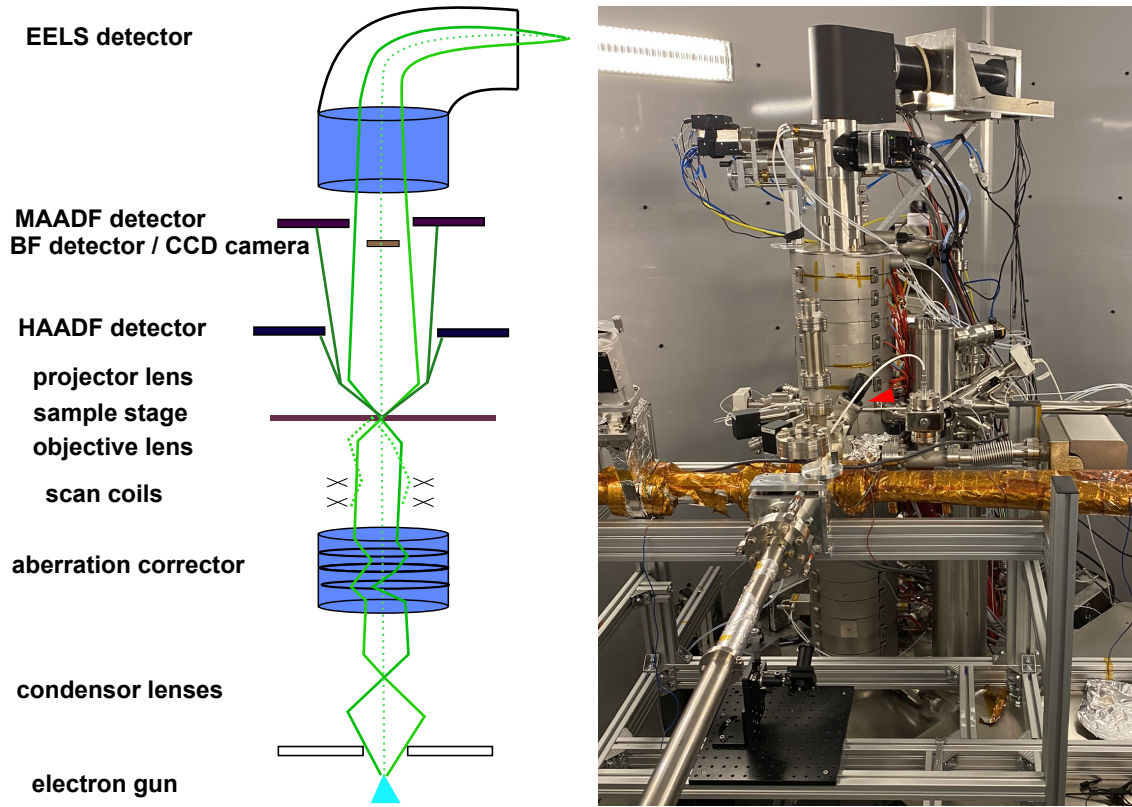 EELS detector
MAADF detector
BF detector / CCD camera
HAADF detector
projector lens
sample stage
objective lens
scan coils
aberration corrector
condensor lenses
electron gun